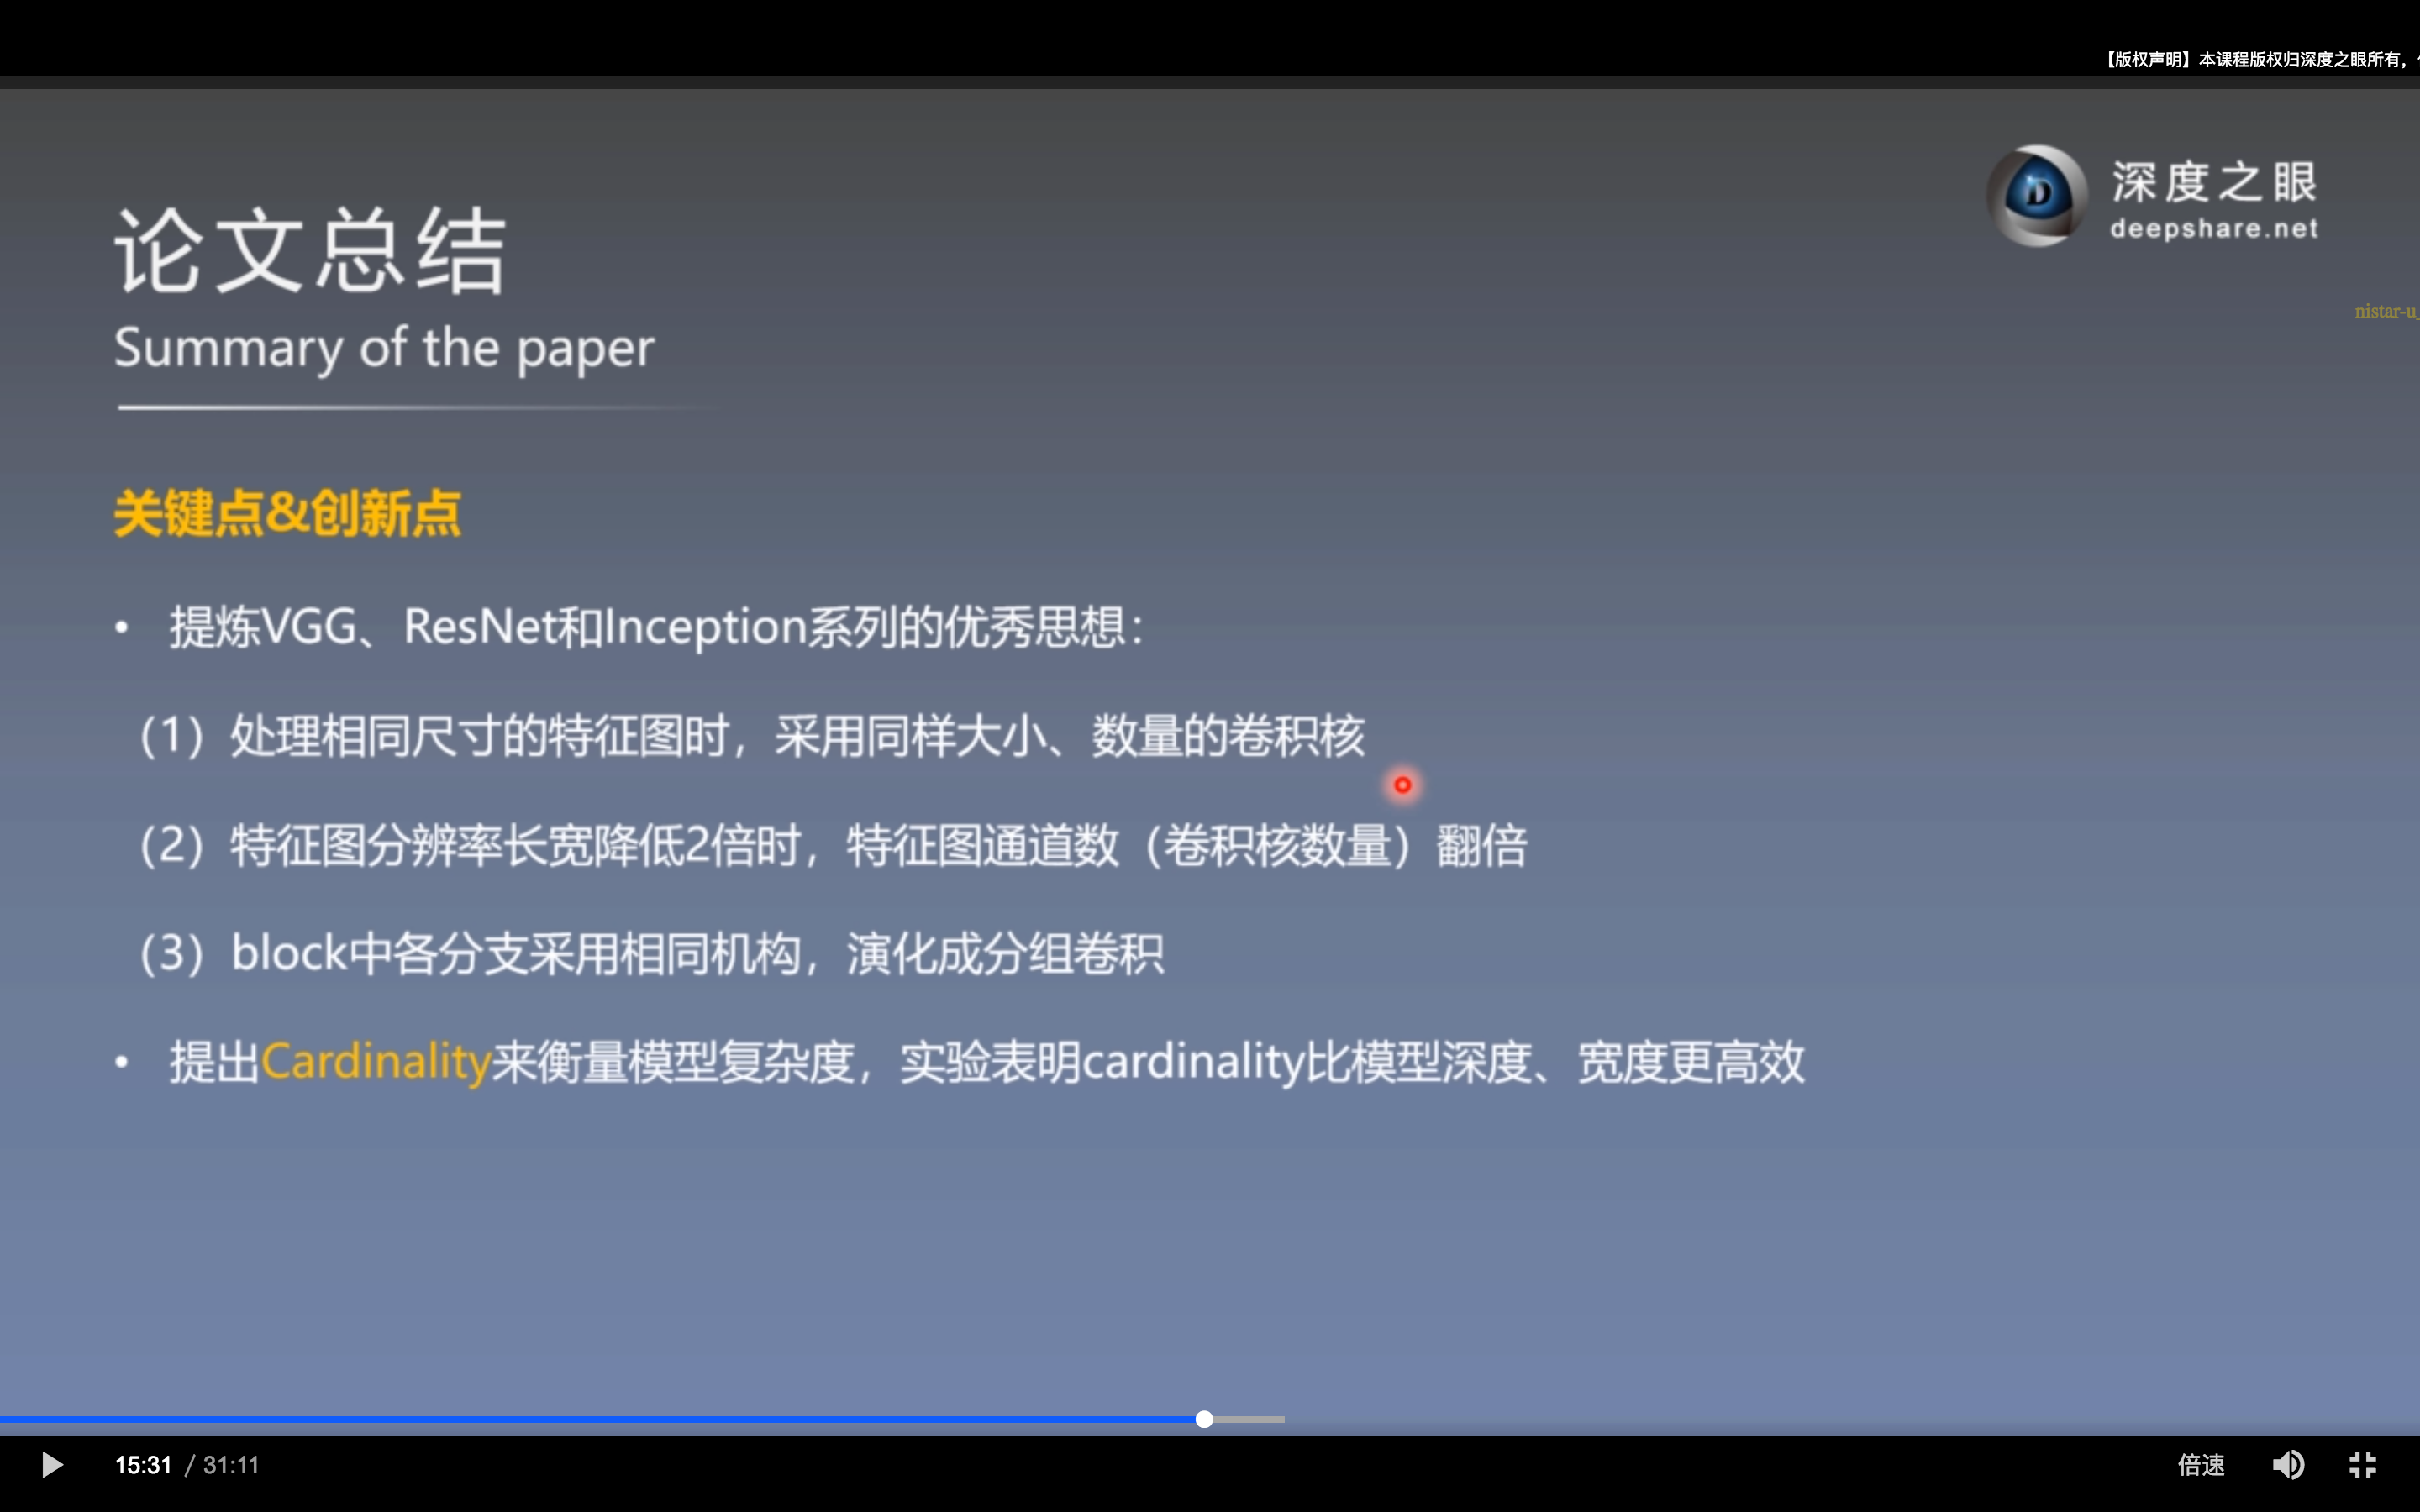 【版权声明】本课程版权归深度之眼所有，
深度之眼
deepshare.net
论文总结
nistar-u_
Summary of the paper
关键点&创新点
• 提炼VGG、ResNet和Inception系列的优秀思想：
（1）处理相同尺寸的特征图时，采用同样大小、数量的卷积核
（2）特征图分辨率长宽降低2倍时，特征图通道数（卷积核数量）翻倍
（3）block中各分支采用相同机构，演化成分组卷积
• 提出Cardinality来衡量模型复杂度，实验表明cardinality比模型深度、宽度更高效
15:31 / 31:11
倍速